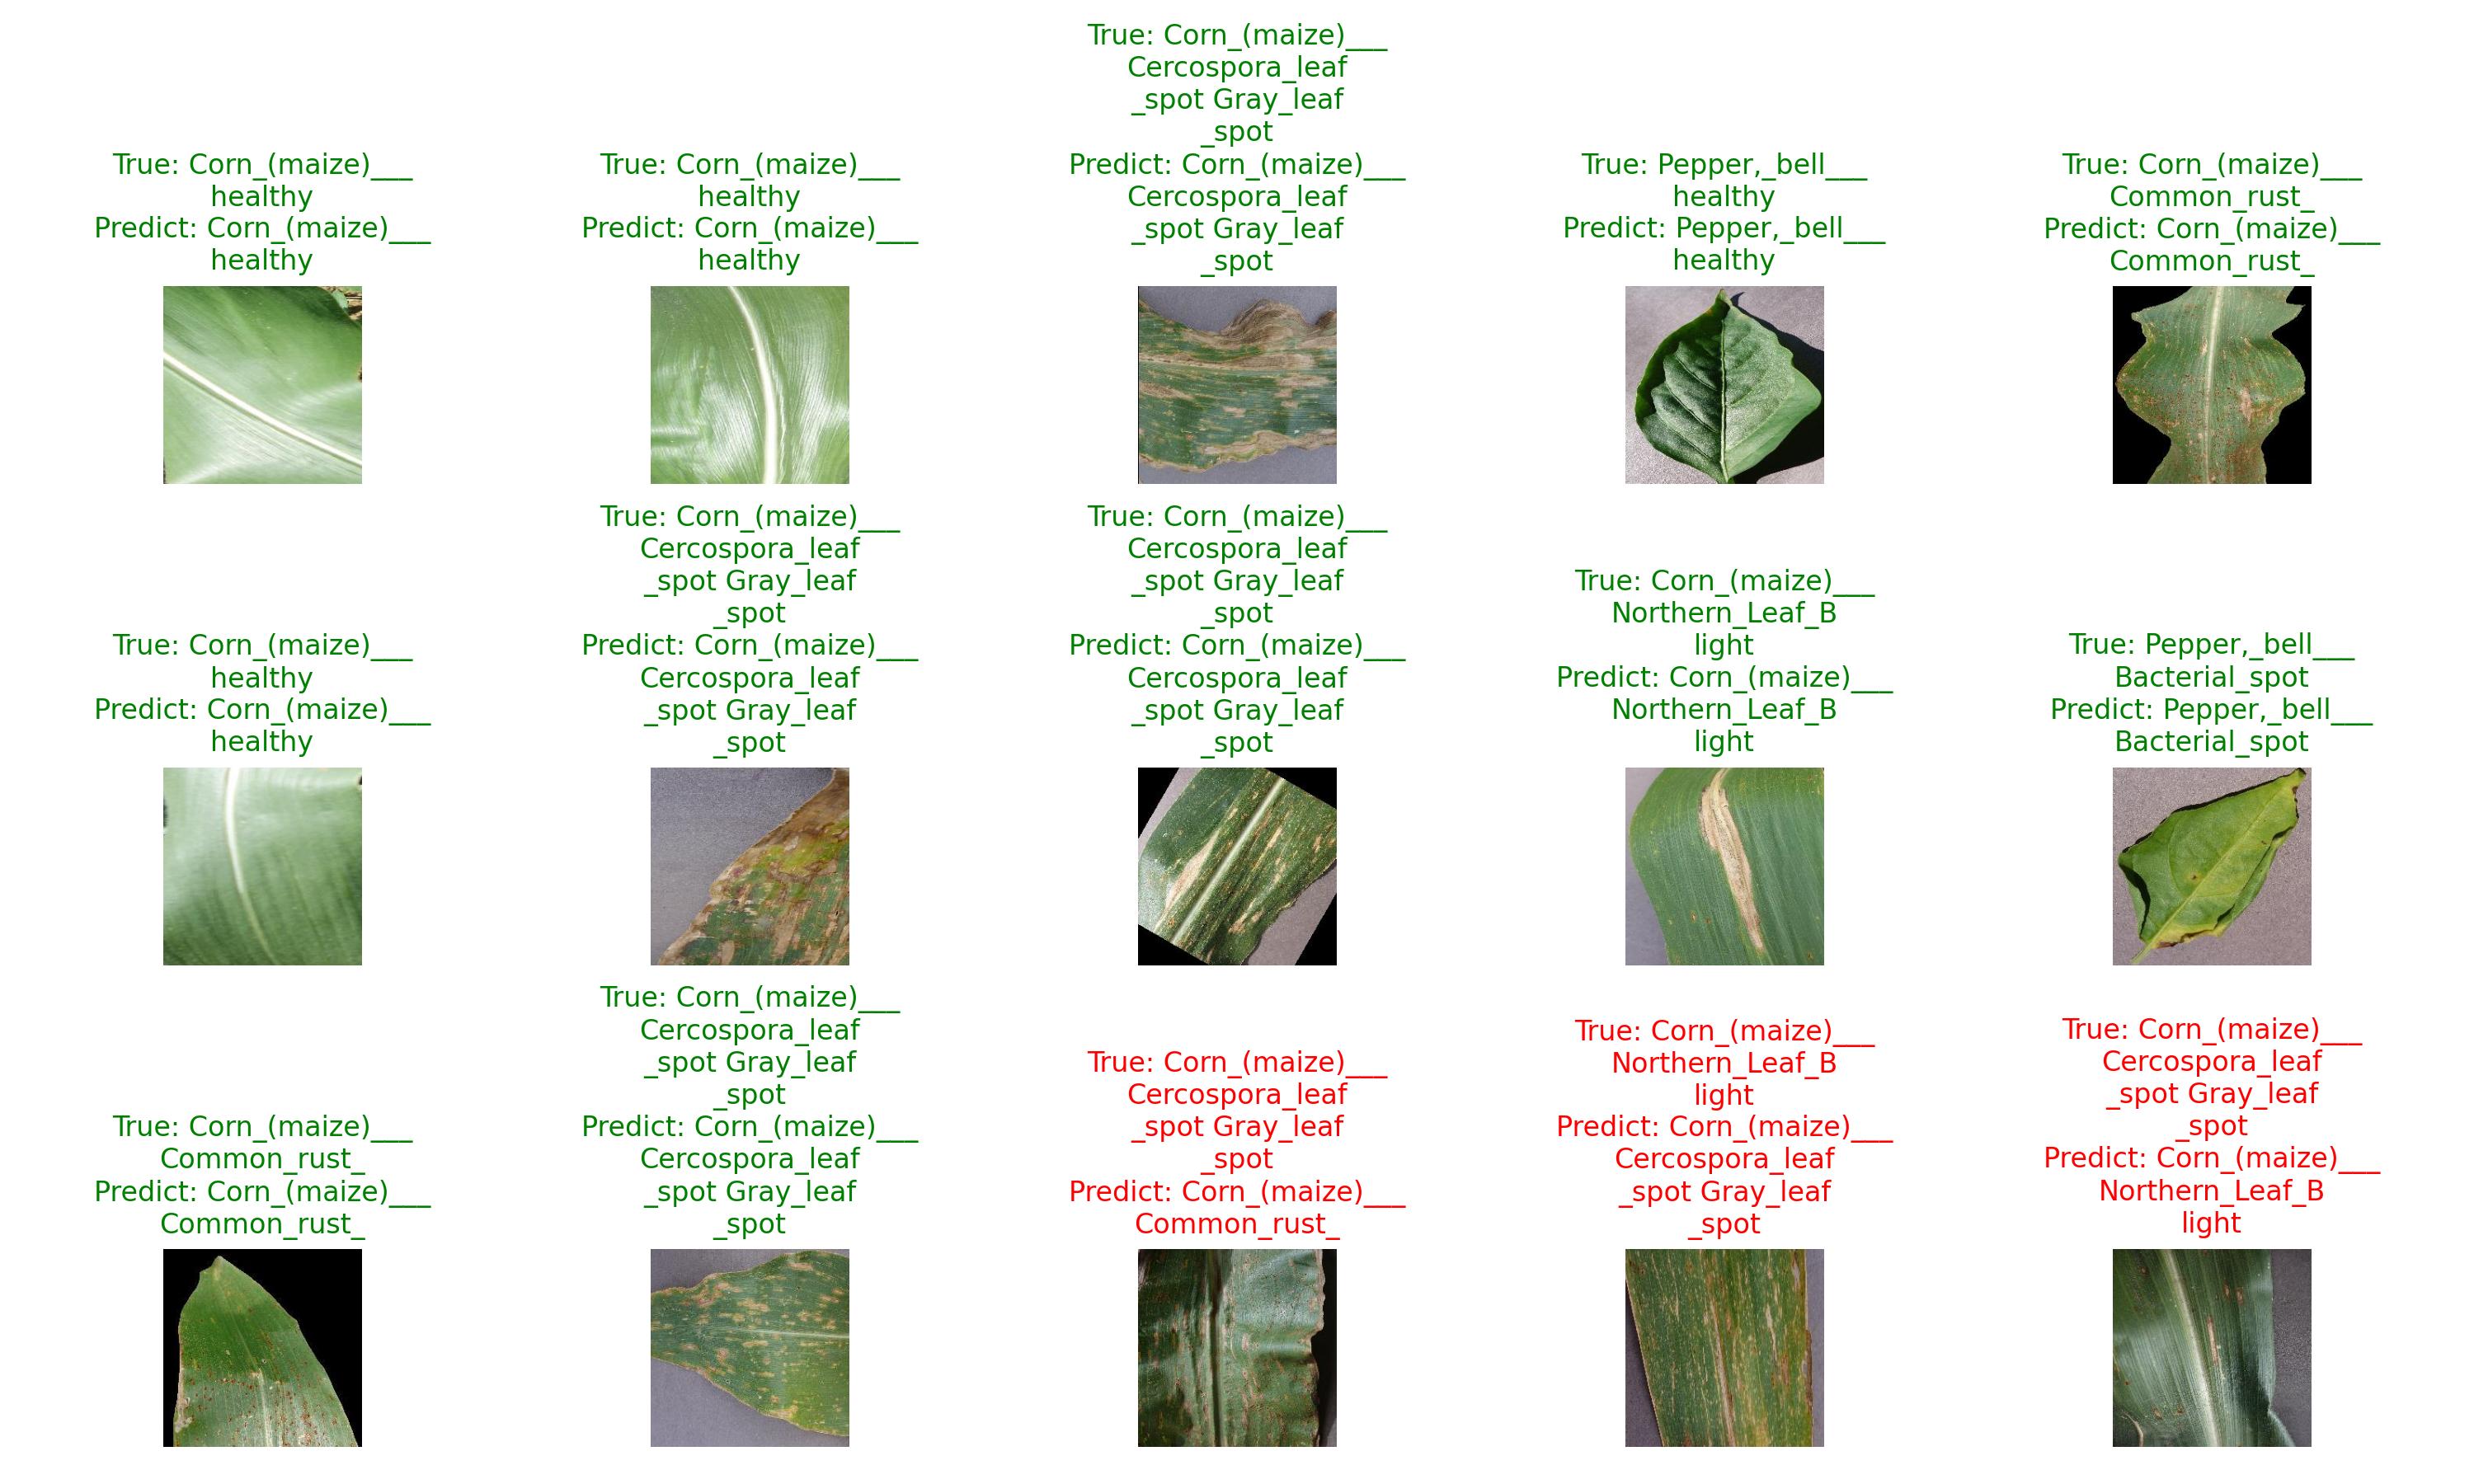 True: Corn_(maize)___
healthy
Predict: Corn_(maize)___
healthy
True: Corn_(maize)___
healthy
Predict: Corn_(maize)___
healthy
True: Corn_(maize)___
Cercospora_leaf
_spot Gray_leaf
_spot
Predict: Corn_(maize)___
Cercospora_leaf
_spot Gray_leaf
_spot
True: Pepper,_bell___
healthy
Predict: Pepper,_bell___
healthy
True: Corn_(maize)___
Common_rust_
Predict: Corn_(maize)___
Common_rust_
True: Corn_(maize)___
healthy
Predict: Corn_(maize)___
healthy
True: Corn_(maize)___
Cercospora_leaf
_spot Gray_leaf
_spot
Predict: Corn_(maize)___
Cercospora_leaf
_spot Gray_leaf
_spot
True: Corn_(maize)___
Cercospora_leaf
_spot Gray_leaf
_spot
Predict: Corn_(maize)___
Cercospora_leaf
_spot Gray_leaf
_spot
True: Corn_(maize)___
Northern_Leaf_B
light
Predict: Corn_(maize)___
Northern_Leaf_B
light
True: Pepper,_bell___
Bacterial_spot
Predict: Pepper,_bell___
Bacterial_spot
True: Corn_(maize)___
Common_rust_
Predict: Corn_(maize)___
Common_rust_
True: Corn_(maize)___
Cercospora_leaf
_spot Gray_leaf
_spot
Predict: Corn_(maize)___
Cercospora_leaf
_spot Gray_leaf
_spot
True: Corn_(maize)___
Cercospora_leaf
_spot Gray_leaf
_spot
Predict: Corn_(maize)___
Common_rust_
True: Corn_(maize)___
Northern_Leaf_B
light
Predict: Corn_(maize)___
Cercospora_leaf
_spot Gray_leaf
_spot
True: Corn_(maize)___
Cercospora_leaf
_spot Gray_leaf
_spot
Predict: Corn_(maize)___
Northern_Leaf_B
light